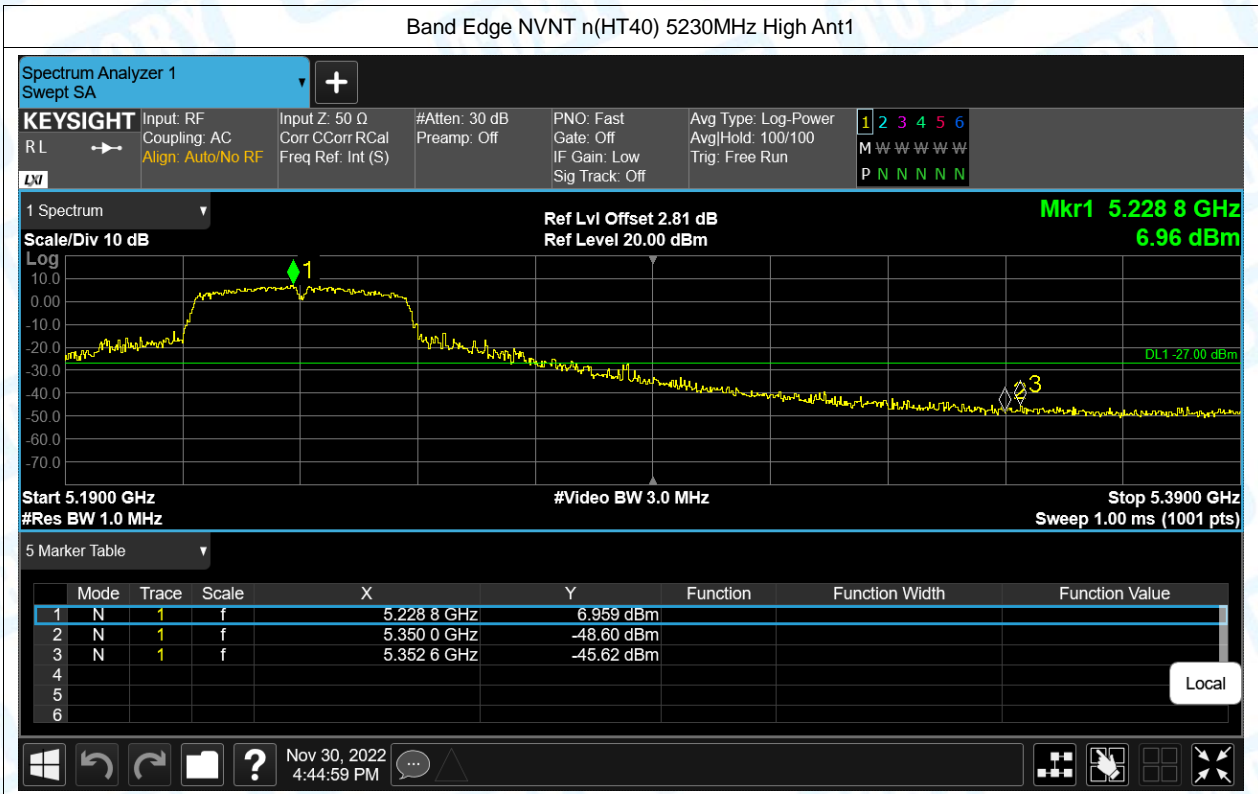 Band Edge NVNT n(HT40) 5230MHz High Ant1
Spectrum Analyzer 1
Swept SA
+
KEYSIGHT Input: RF Input Z: 50 Ω #Atten: 30 dB PNO: Fast Avg Type: Log-Power 1 2 3 4 5 6
RL Coupling: AC Corr CCorr RCal Preamp: Off Gate: Off Avg|Hold: 100/100 M W W W W W
Align: Auto/No RF Freq Ref: Int (S) IF Gain: Low Trig: Free Run
LXI Sig Track: Off P N N N N N
1 Spectrum Ref Lvl Offset 2.81 dB Mkr1 5.228 8 GHz
Scale/Div 10 dB Ref Level 20.00 dBm 6.96 dBm
Log
1
10.0
0.00
-10.0
-20.0
DL1 -27.00 dBm
-30.0
-40.0
2 3
-50.0
-60.0
-70.0
Start 5.1900 GHz #Video BW 3.0 MHz Stop 5.3900 GHz
#Res BW 1.0 MHz Sweep 1.00 ms (1001 pts)
5 Marker Table
Mode Trace Scale X Y Function Function Width Function Value
1 N 1 f 5.228 8 GHz 6.959 dBm
2 N 1 f 5.350 0 GHz -48.60 dBm
3 N 1 f 5.352 6 GHz -45.62 dBm
4
5
6
Local
? Nov 30, 2022
4:44:59 PM